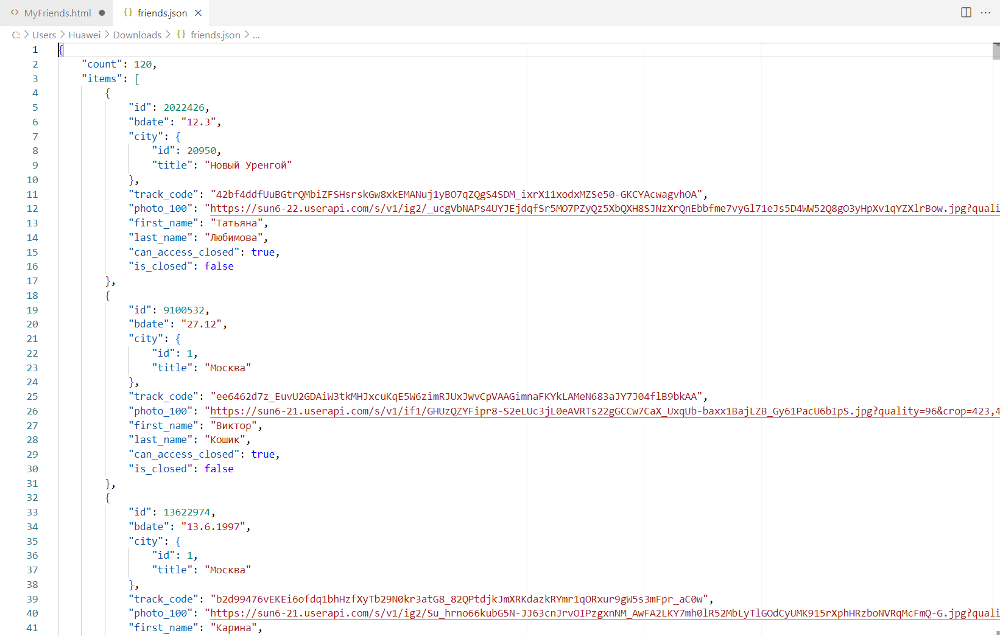 MyFriends.html
friends.json
C: > Users > Huawei > Downloads > {} friends.json > ...
1 {
2 "count": 120,
3 "items": [
4 {
5 "id": 2022426,
6 "bdate": "12.3",
7 "city": {
8 "id": 20950,
9 "title": "Новый Уренгой"
10 },
11 "track_code": "42bf4ddfUuBGtrQMbiZFSHsrskGw8xkEMANuj1yBO7qZQgS4SDM_ixrX11xodxMZSe50-GKCYAcwagvhOA",
12 "photo_100": "https://sun6-22.userapi.com/s/v1/ig2/_ucgVbNAPs4UYJEjdqfSr5MO7PZyQz5XbQXH8SJNzXrQnEbbfme7vyGl71eJs5D4WW52Q8gO3yHpXv1qYZXlrBow.jpg?quali
13 "first_name": "Татьяна",
14 "last_name": "Любимова",
15 "can_access_closed": true,
16 "is_closed": false
17 },
18 {
19 "id": 9100532,
20 "bdate": "27.12",
21 "city": {
22 "id": 1,
23 "title": "Москва"
24 },
25 "track_code": "ee6462d7z_EuvU2GDAiW3tkMHJxcuKqE5W6zimRJUxJwvCpVAAGimnaFKYkLAMeN683aJY7J04flB9bkAA",
26 "photo_100": "https://sun6-21.userapi.com/s/v1/if1/GHUzQZYFipr8-S2eLUc3jL0eAVRTs22gGCCw7CaX_UxqUb-baxx1BajLZB_Gy61PacU6bIpS.jpg?quality=96&crop=423,4
27 "first_name": "Виктор",
28 "last_name": "Кошик",
29 "can_access_closed": true,
30 "is_closed": false
31 },
32 {
33 "id": 13622974,
34 "bdate": "13.6.1997",
35 "city": {
36 "id": 1,
37 "title": "Москва"
38 },
39 "track_code": "b2d99476vEKEi6ofdq1bhHzfXyTb29N0kr3atG8_82QPtdjkJmXRKdazkRYmr1qORxur9gW5s3mFpr_aC0w",
40 "photo_100": "https://sun6-21.userapi.com/s/v1/ig2/Su_hrno66kubG5N-JJ63cnJrvOIPzgxnNM_AwFA2LKY7mh0lR52MbLyTlGOdCyUMK915rXphHRzboNVRqMcFmQ-G.jpg?quali
41 "first_name": "Карина",